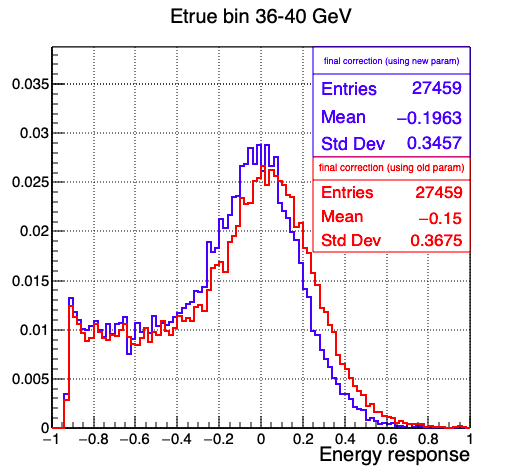 Etrue bin 36-40 GeV
final correction (using new param)
Entries 27459
Mean −0.1963
Std Dev 0.3457
final correction (using old param)
Entries 27459
Mean −0.15
Std Dev 0.3675
0.035
0.03
0.025
0.02
0.015
0.01
0.005
0
−1 −0.8 −0.6 −0.4 −0.2 0 0.2 0.4 0.6 0.8 1
Energy response